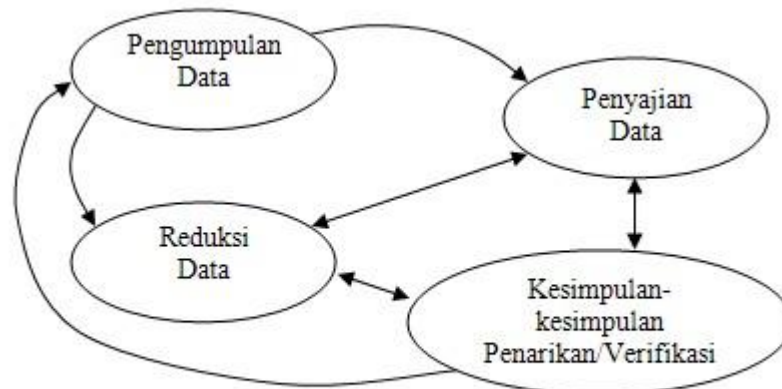 Pengumpulan
Data
Penyajian
Data
Reduksi
Data
Kesimpulan-
kesimpulan
Penarikan/Verifikasi